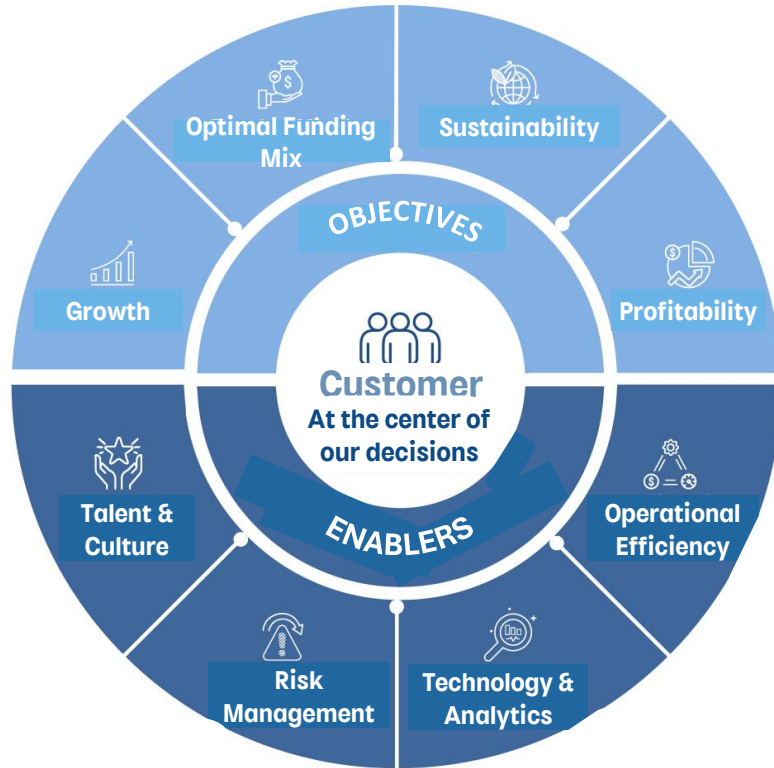 Optimal Funding
Mix
Sustainability
Growth
OBJECTIVES
Profitability
Customer
At the center of
our decisions
Talent &
Culture
ENABLERS
Operational
Efficiency
Risk
Management
Technology &
Analytics